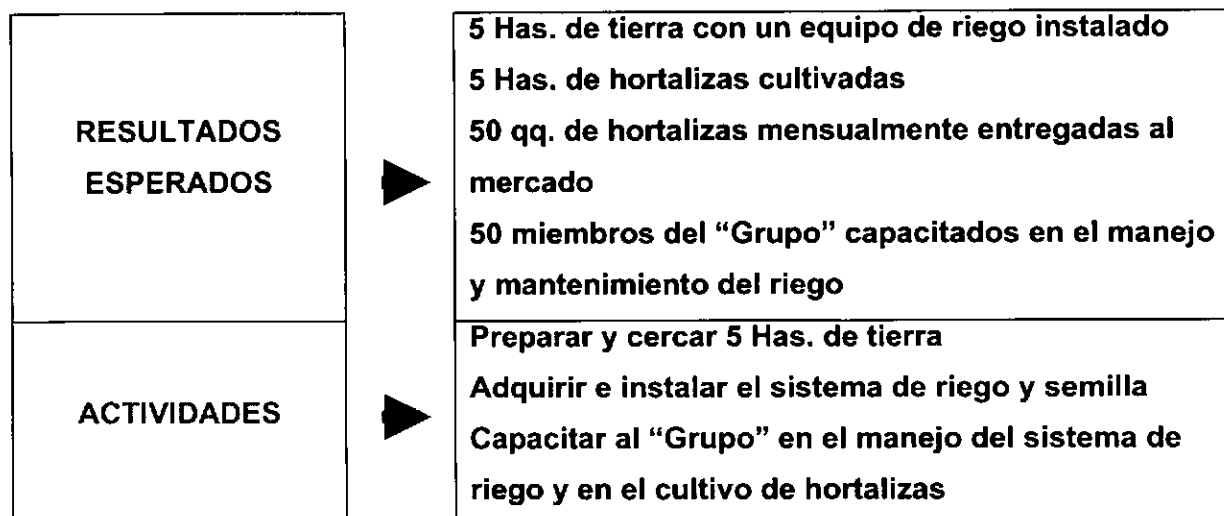 RESULTADOS
ESPERADOS
5 Has. de tierra con un equipo de riego instalado
5 Has. de hortalizas cultivadas
50 qq. de hortalizas mensualmente entregadas al
mercado
50 miembros del “Grupo” capacitados en el manejo
y mantenimiento del riego
ACTIVIDADES
Preparar y cercar 5 Has. de tierra
Adquirir e instalar el sistema de riego y semilla
Capacitar al “Grupo” en el manejo del sistema de
riego y en el cultivo de hortalizas